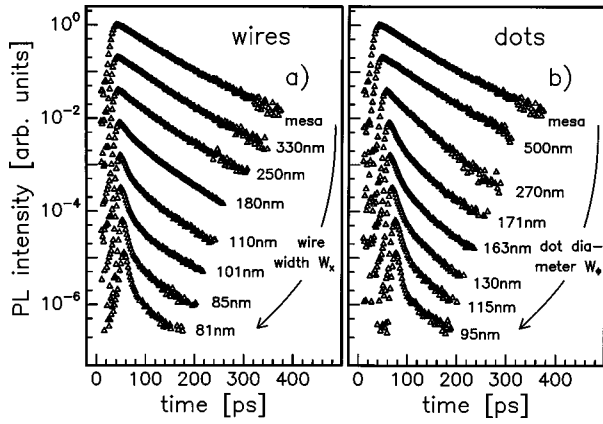 PL intensity [arb. units]
10⁰
10⁻²
10⁻⁴
10⁻⁶
wires
a)
mesa
330nm
250nm
180nm
110nm
101nm
85nm
81nm
wire
width Wₓ
0 100 200 300 400
time [ps]
dots
b)
mesa
500nm
270nm
171nm
163nm
130nm
115nm
95nm
dot dia-
meter W_ϕ
0 100 200 300 400
time [ps]